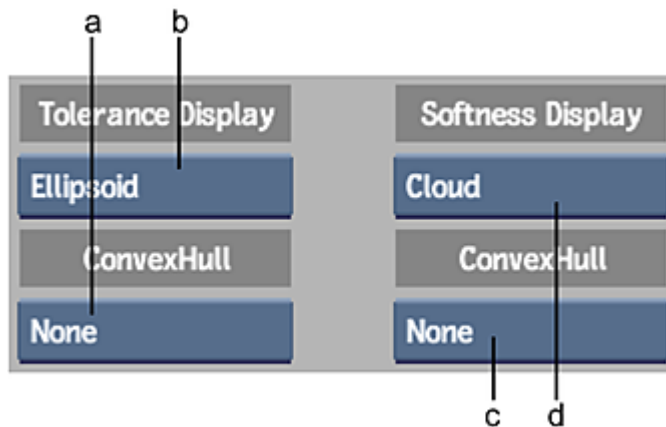 a b
Tolerance Display Softness Display
Ellipsoid Cloud
ConvexHull ConvexHull
None None
c d